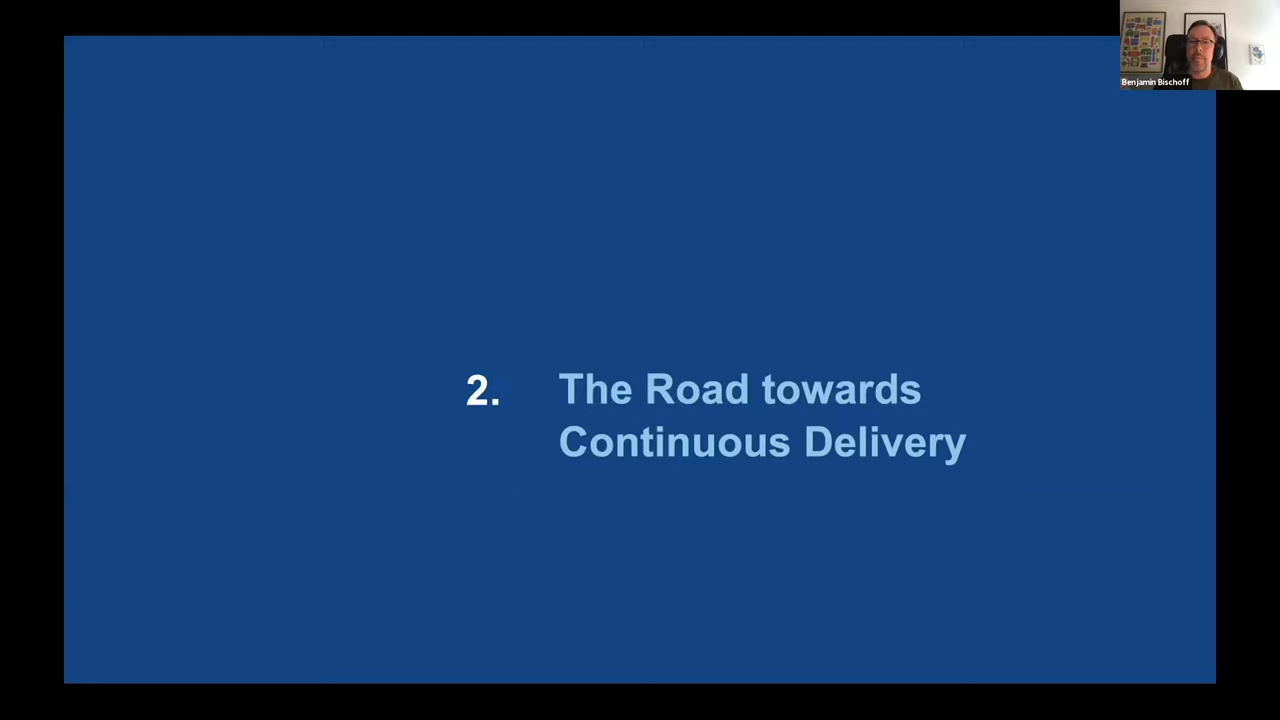 Benjamin Bischoff
2. The Road towards
Continuous Delivery